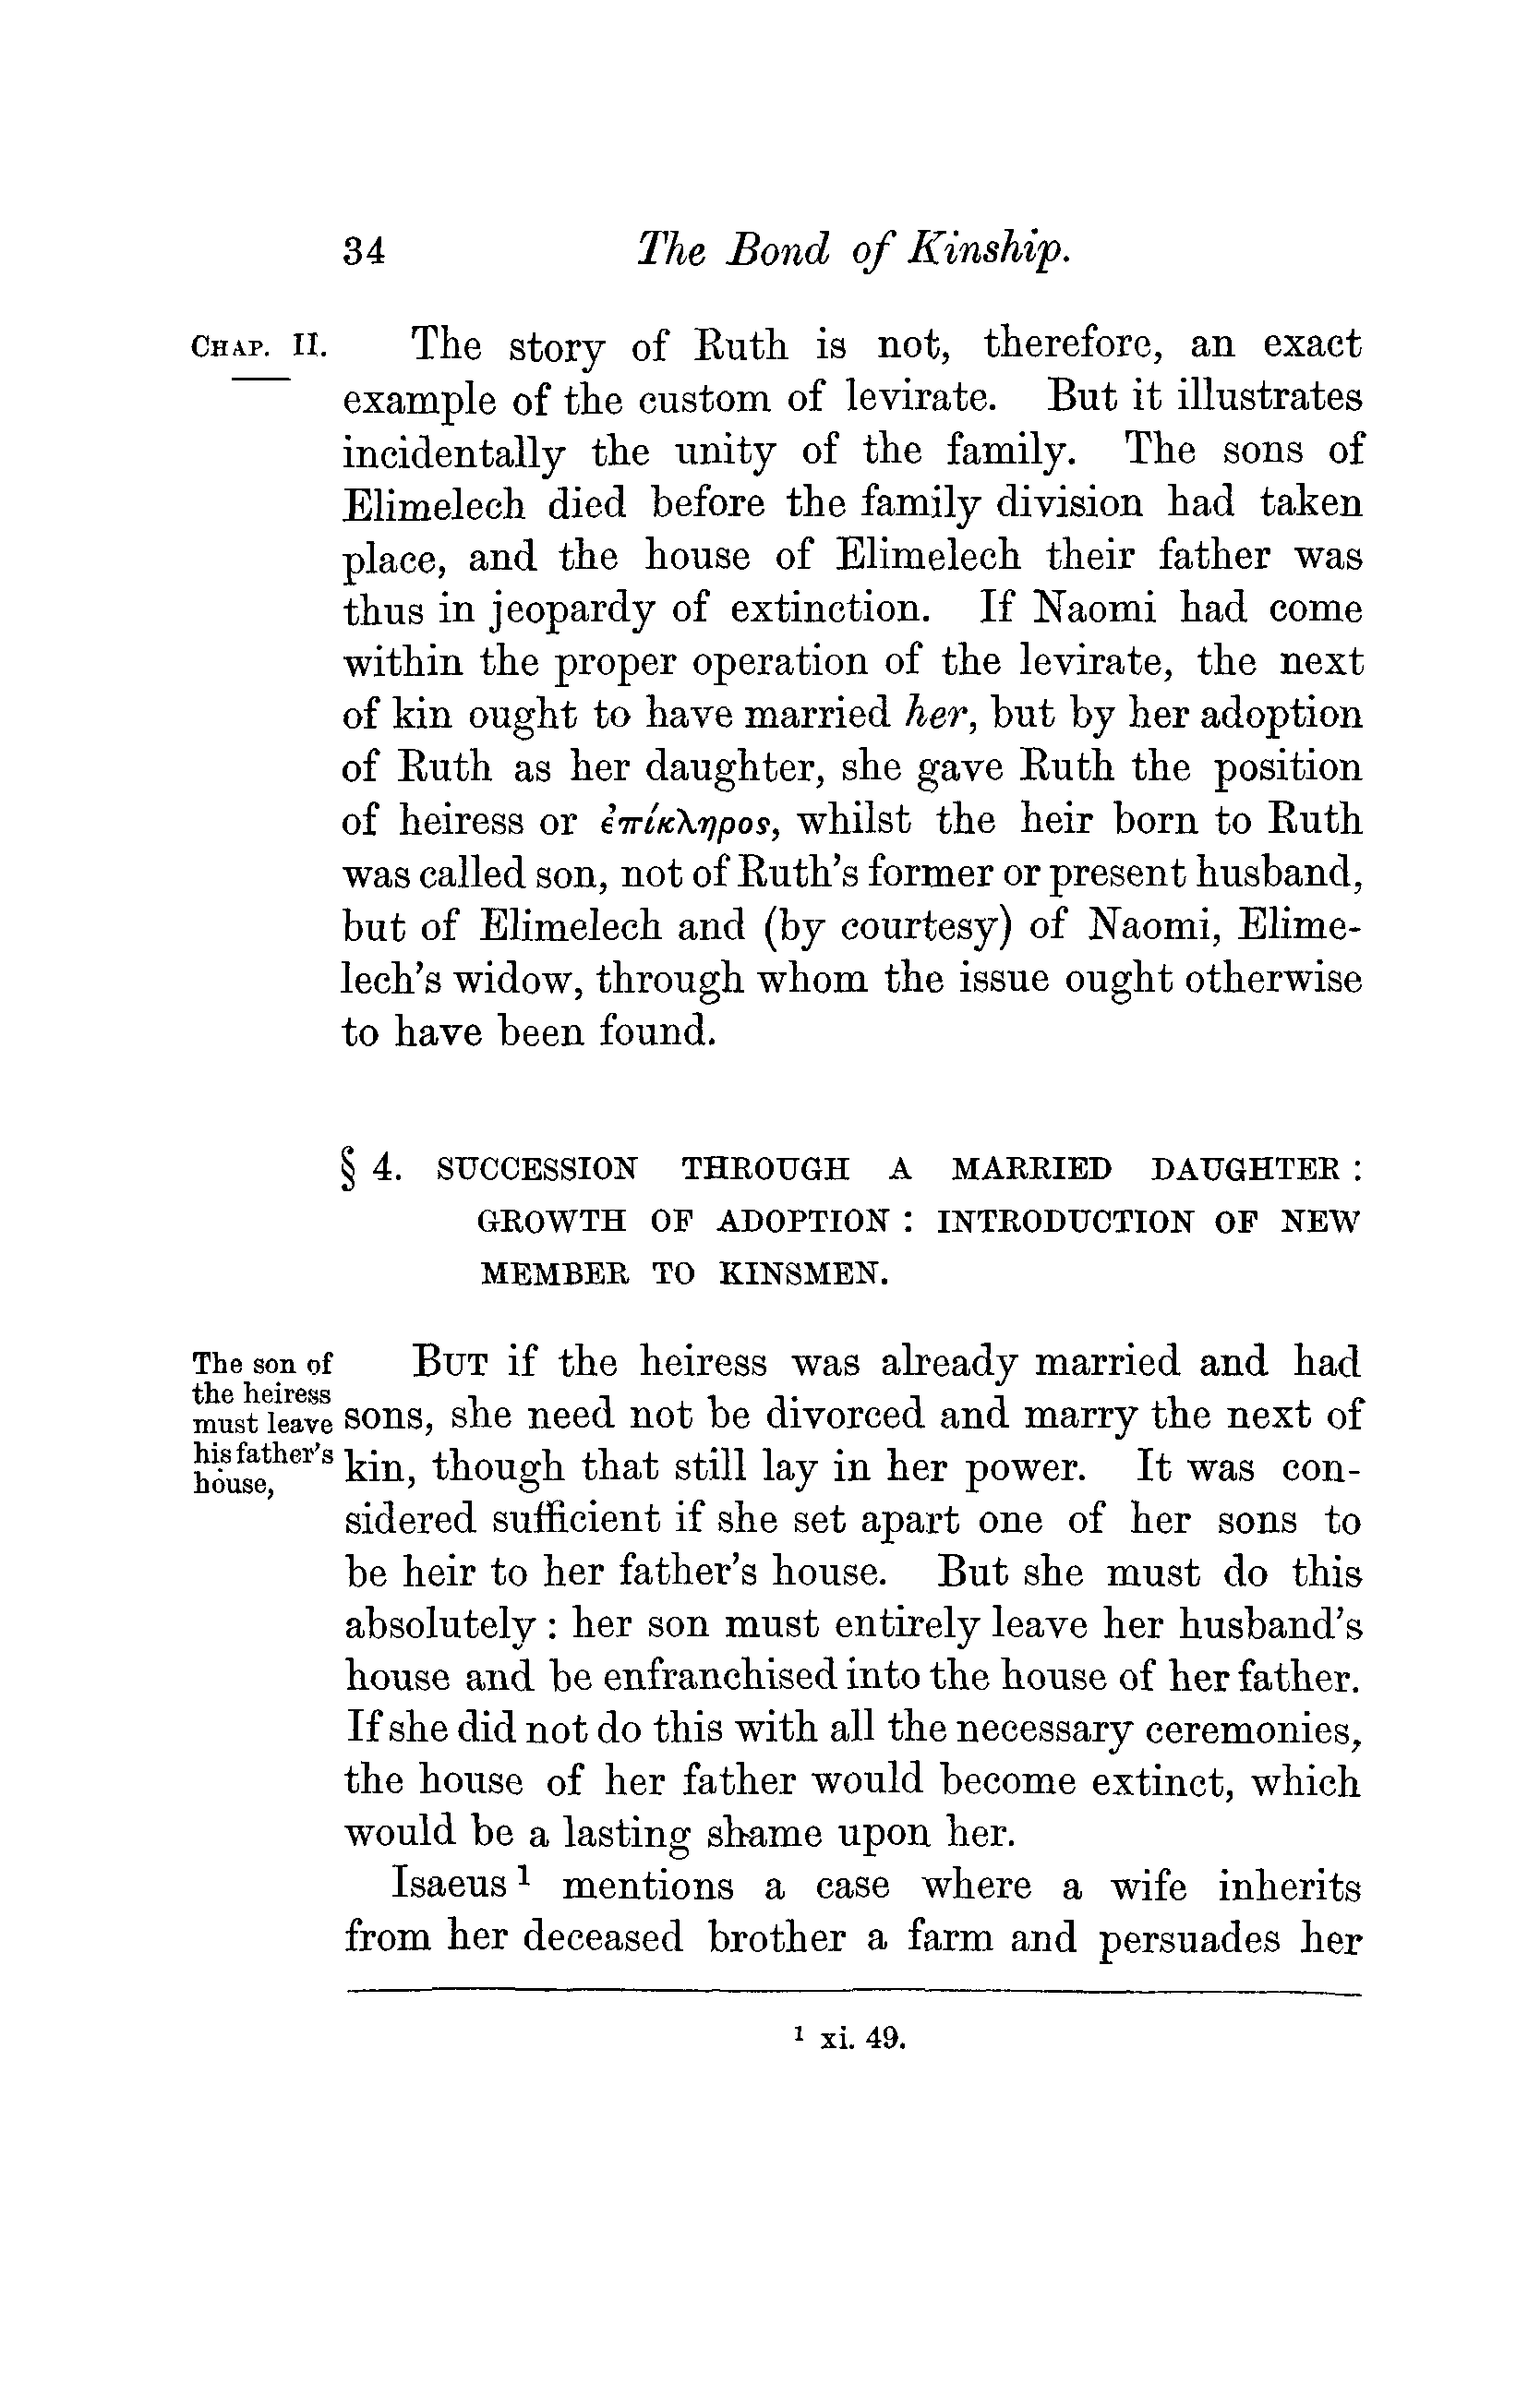 34 The Bond of Kinship.
CHAP. II.
The story of Ruth is not, therefore, an exact
example of the custom of levirate. But it illustrates
incidentally the unity of the family. The sons of
Elimelech died before the family division had taken
place, and the house of Elimelech their father was
thus in jeopardy of extinction. If Naomi had come
within the proper operation of the levirate, the next
of kin ought to have married her, but by her adoption
of Ruth as her daughter, she gave Ruth the position
of heiress or ἐπίκληρος, whilst the heir born to Ruth
was called son, not of Ruth's former or present husband,
but of Elimelech and (by courtesy) of Naomi, Elime-
lech's widow, through whom the issue ought otherwise
to have been found.
§ 4. SUCCESSION THROUGH A MARRIED DAUGHTER :
GROWTH OF ADOPTION : INTRODUCTION OF NEW
MEMBER TO KINSMEN.
The son of
the heiress
must leave
his father's
house,
BUT if the heiress was already married and had
sons, she need not be divorced and marry the next of
kin, though that still lay in her power. It was con-
sidered sufficient if she set apart one of her sons to
be heir to her father's house. But she must do this
absolutely : her son must entirely leave her husband's
house and be enfranchised into the house of her father.
If she did not do this with all the necessary ceremonies,
the house of her father would become extinct, which
would be a lasting shame upon her.
Isaeus ¹ mentions a case where a wife inherits
from her deceased brother a farm and persuades her
¹ xi. 49.